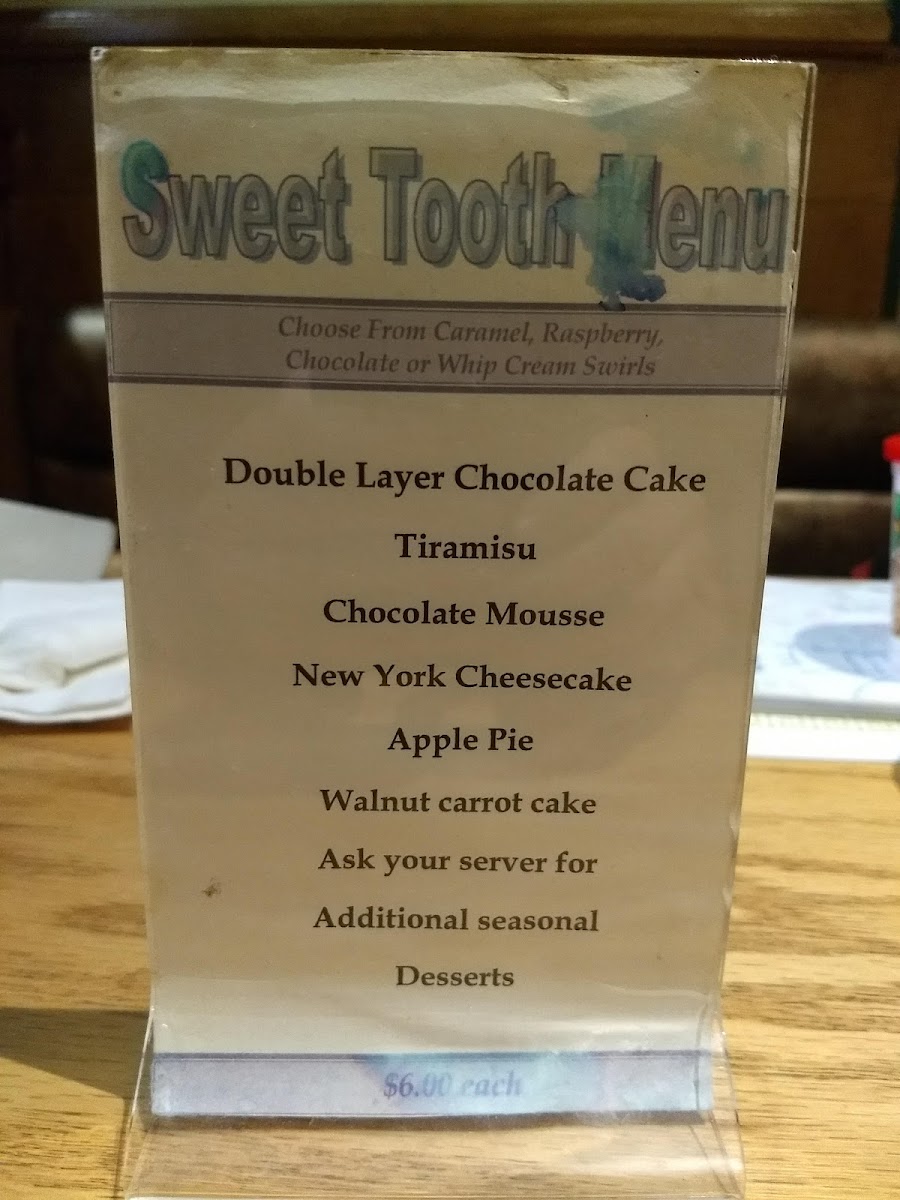 Sweet Tooth Menu
Choose From Caramel, Raspberry,
Chocolate or Whip Cream Swirls
Double Layer Chocolate Cake
Tiramisu
Chocolate Mousse
New York Cheesecake
Apple Pie
Walnut carrot cake
Ask your server for
Additional seasonal
Desserts
$6.00 each